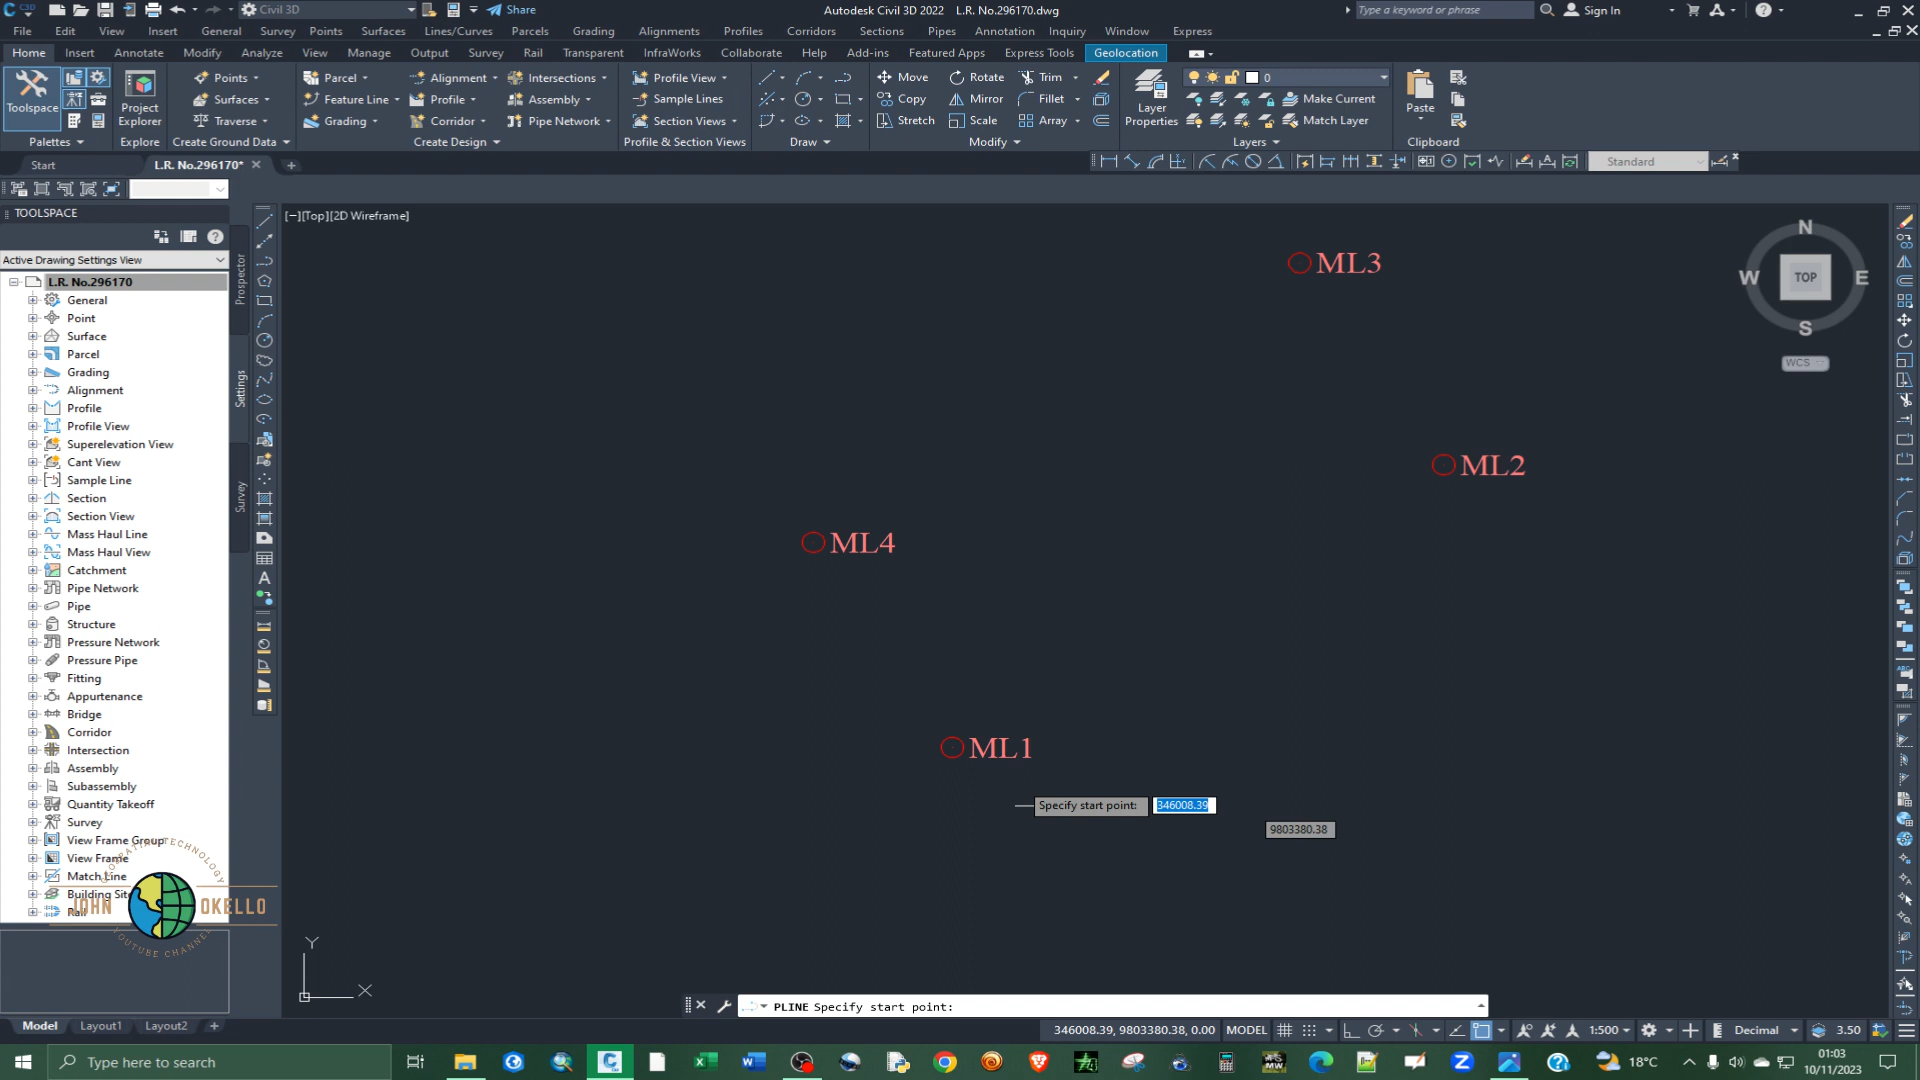 Civil 3D
Share
Autodesk Civil 3D 2022 L.R. No.296170.dwg
Type a keyword or phrase
Sign In
File Edit View Insert General Survey Points Surfaces Lines/Curves Parcels Grading Alignments Profiles Corridors Sections Pipes Annotation Inquiry Window Express
Home Insert Annotate Modify Analyze View Manage Output Survey Rail Transparent InfraWorks Collaborate Help Add-ins Featured Apps Express Tools Geolocation
Toolspace
Project Explorer
Points
Surfaces
Traverse
Parcel
Feature Line
Grading
Alignment
Profile
Corridor
Intersections
Assembly
Pipe Network
Profile View
Sample Lines
Section Views
Move
Copy
Stretch
Rotate
Mirror
Scale
Trim
Fillet
Array
Layer Properties
0
Make Current
Match Layer
Paste
Palettes Explore Create Ground Data Create Design Profile & Section Views Draw Modify Layers Clipboard
Start
L.R. No.296170*
Standard
TOOLSPACE
Active Drawing Settings View
L.R. No.296170
General
Point
Surface
Parcel
Grading
Alignment
Profile
Profile View
Superelevation View
Cant View
Sample Line
Section
Section View
Mass Haul Line
Mass Haul View
Catchment
Pipe Network
Pipe
Structure
Pressure Network
Pressure Pipe
Fitting
Appurtenance
Bridge
Corridor
Intersection
Assembly
Subassembly
Quantity Takeoff
Survey
View Frame Group
View Frame
Match Line
Building Site
Rail
Prospector
Settings
Survey
GEOSPATIAL TECHNOLOGY
JOHN OKELLO
YOUTUBE CHANNEL
[−][Top][2D Wireframe]
ML3
ML2
ML4
ML1
N
W TOP E
S
WCS
Specify start point: 346008.39
9803380.38
Y
X
PLINE Specify start point:
Model Layout1 Layout2
346008.39, 9803380.38, 0.00 MODEL
1:500
Decimal
3.50
Type here to search
18°C
01:03
10/11/2023